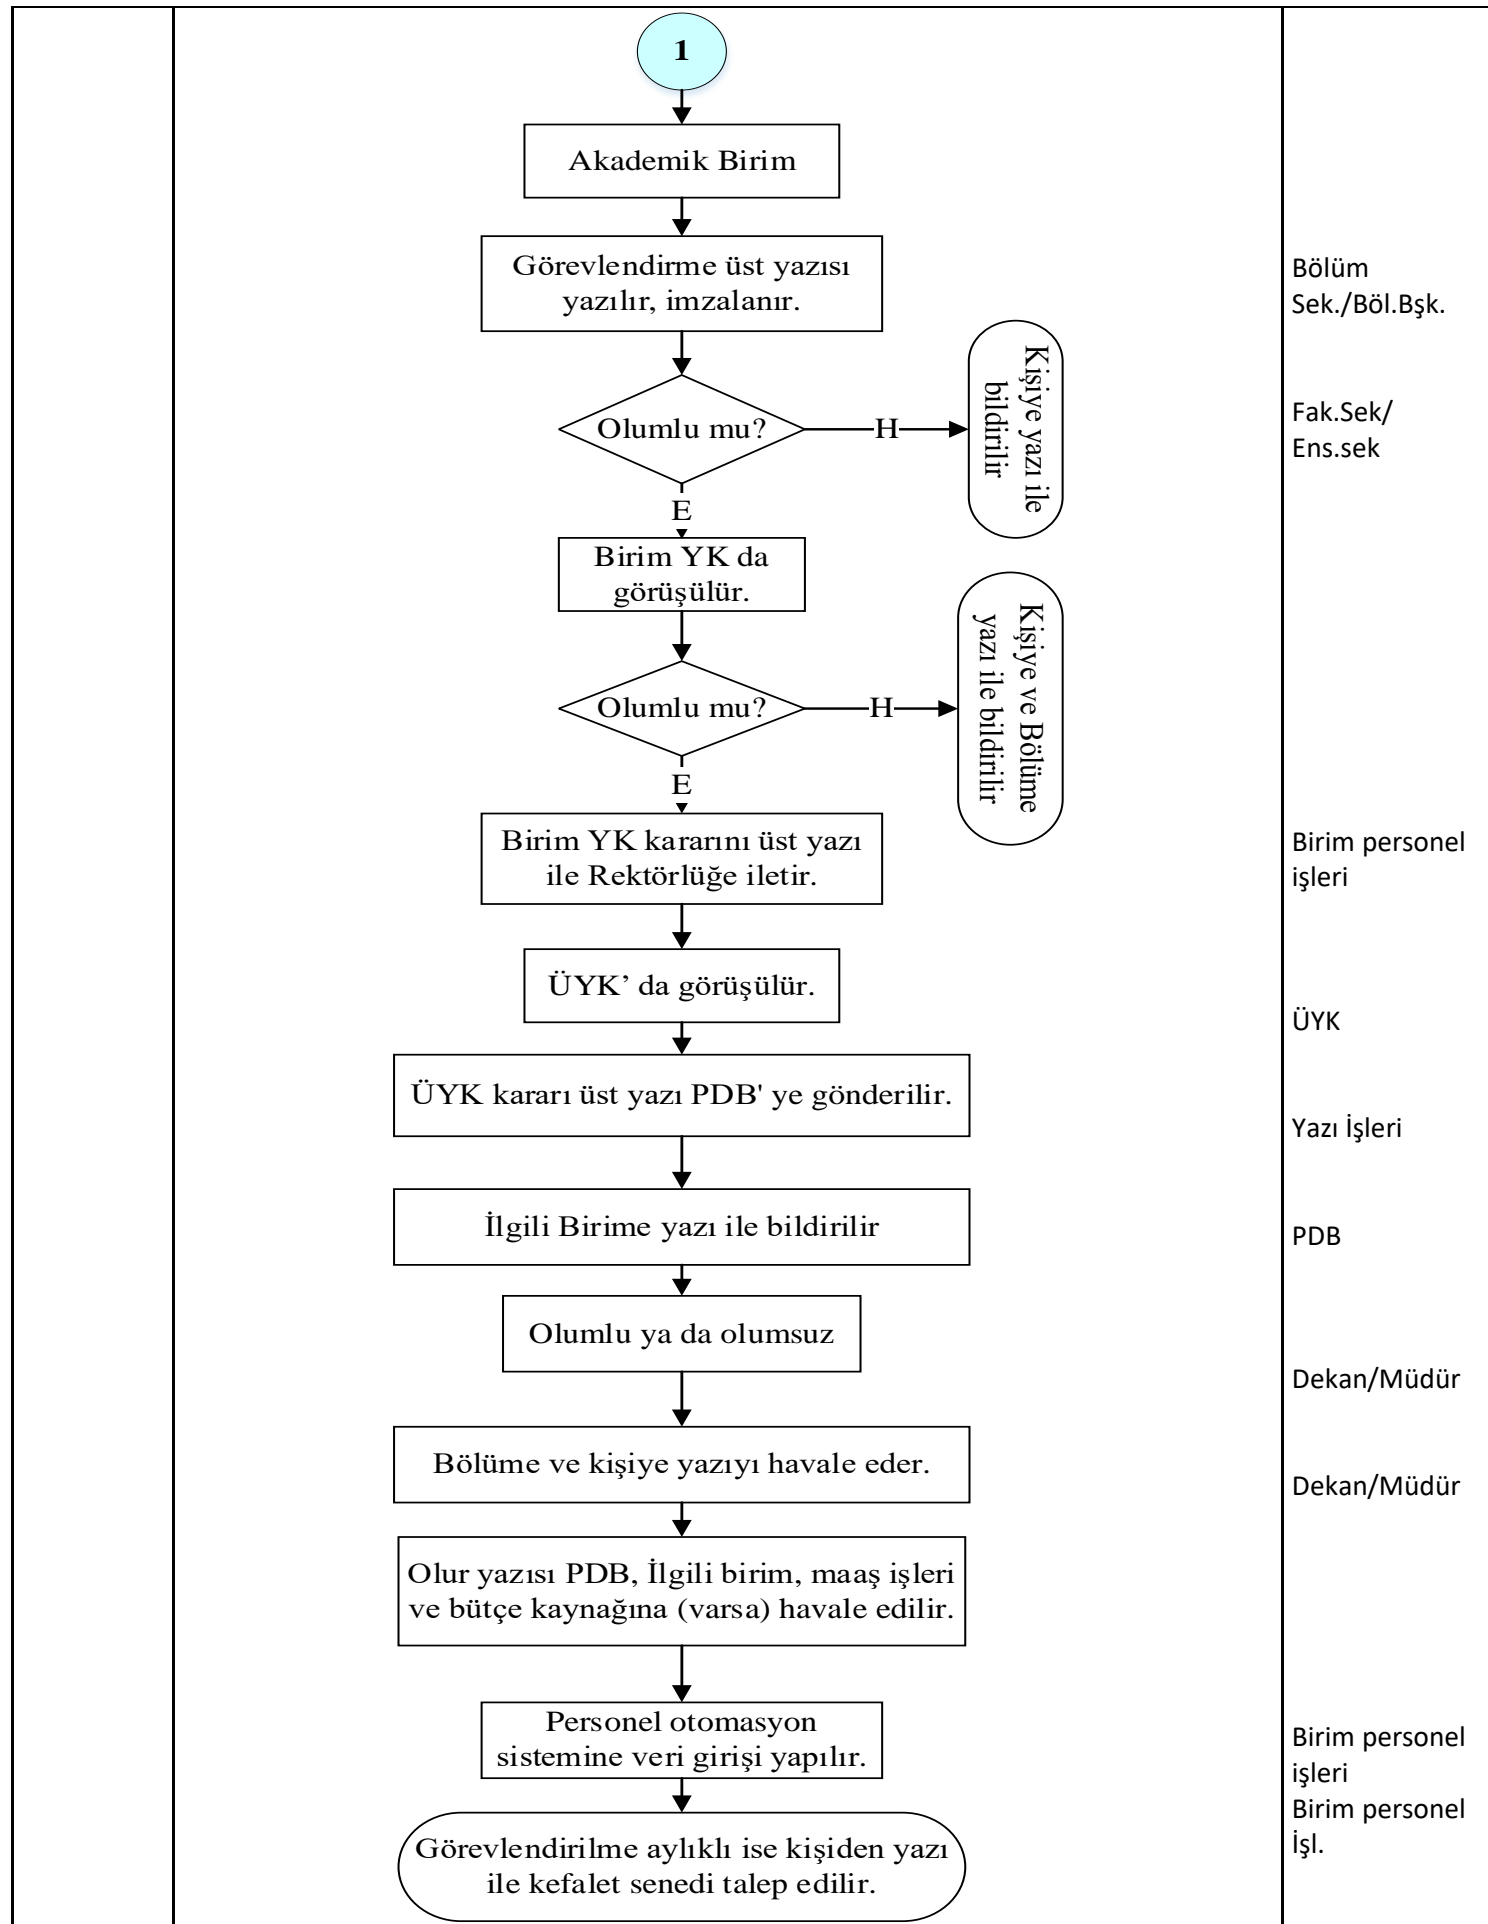 1
Akademik Birim
Görevlendirme üst yazısı
yazılır, imzalanır.
Bölüm
Sek./Böl.Bşk.
Olumlu mu?
H
Kişiye yazı ile
bildirilir
Fak.Sek/
Ens.sek
E
Birim YK da
görüşülür.
Olumlu mu?
H
Kişiye ve Bölüme
yazı ile bildirilir
E
Birim YK kararını üst yazı
ile Rektörlüğe iletir.
Birim personel
işleri
ÜYK’ da görüşülür.
ÜYK
ÜYK kararı üst yazı PDB' ye gönderilir.
Yazı İşleri
İlgili Birime yazı ile bildirilir
PDB
Olumlu ya da olumsuz
Dekan/Müdür
Bölüme ve kişiye yazıyı havale eder.
Dekan/Müdür
Olur yazısı PDB, İlgili birim, maaş işleri
ve bütçe kaynağına (varsa) havale edilir.
Personel otomasyon
sistemine veri girişi yapılır.
Birim personel
işleri
Görevlendirilme aylıklı ise kişiden yazı
ile kefalet senedi talep edilir.
Birim personel
İşl.